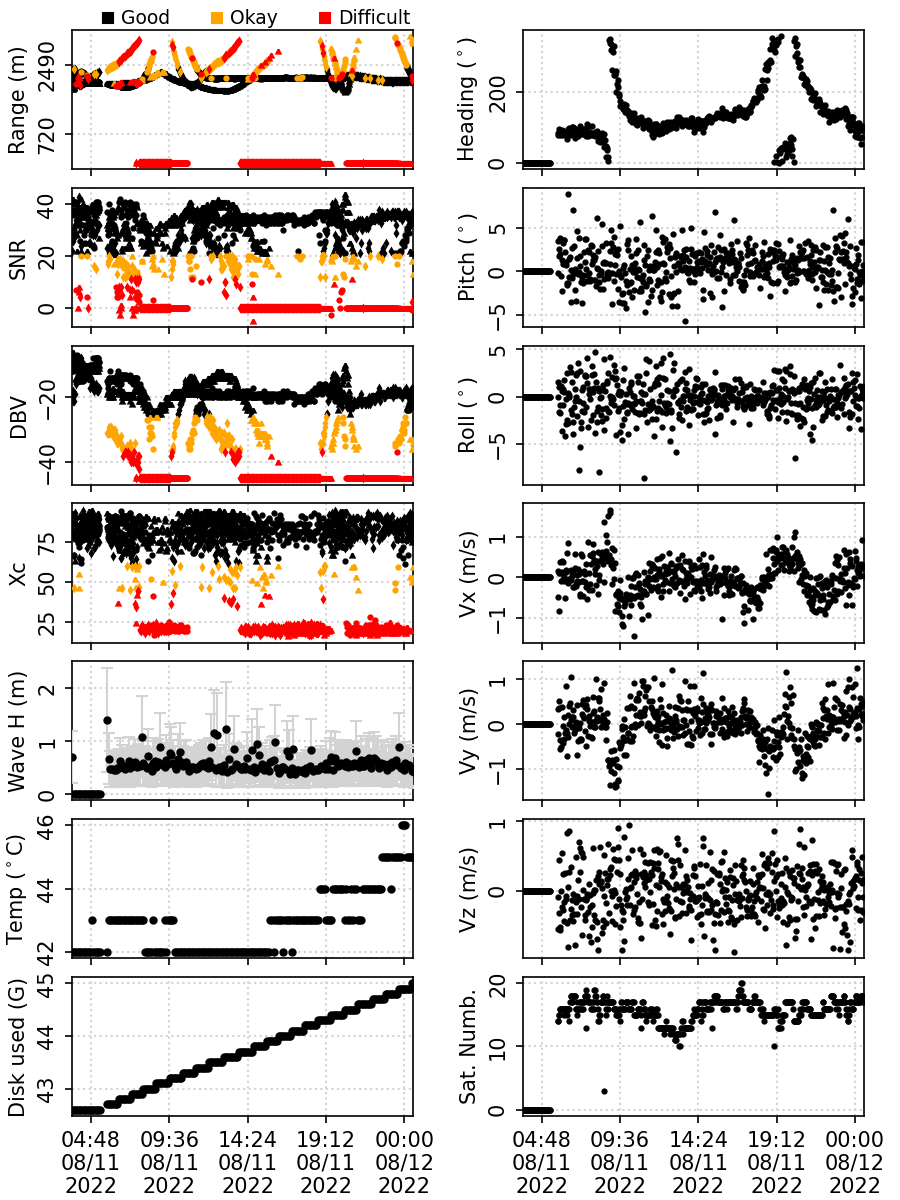 Good Okay Difficult
Range (m)
2490
720
Heading (°)
200
0
SNR
40
20
0
Pitch (°)
5
0
−5
DBV
−20
−40
Roll (°)
5
0
−5
Xc
75
50
25
Vx (m/s)
1
0
−1
Wave H (m)
2
1
0
Vy (m/s)
1
0
−1
Temp (°C)
46
44
42
Vz (m/s)
1
0
Disk used (G)
45
44
43
Sat. Numb.
20
10
0
04:48 09:36 14:24 19:12 00:00
08/11 08/11 08/11 08/11 08/12
2022 2022 2022 2022 2022
04:48 09:36 14:24 19:12 00:00
08/11 08/11 08/11 08/11 08/12
2022 2022 2022 2022 2022